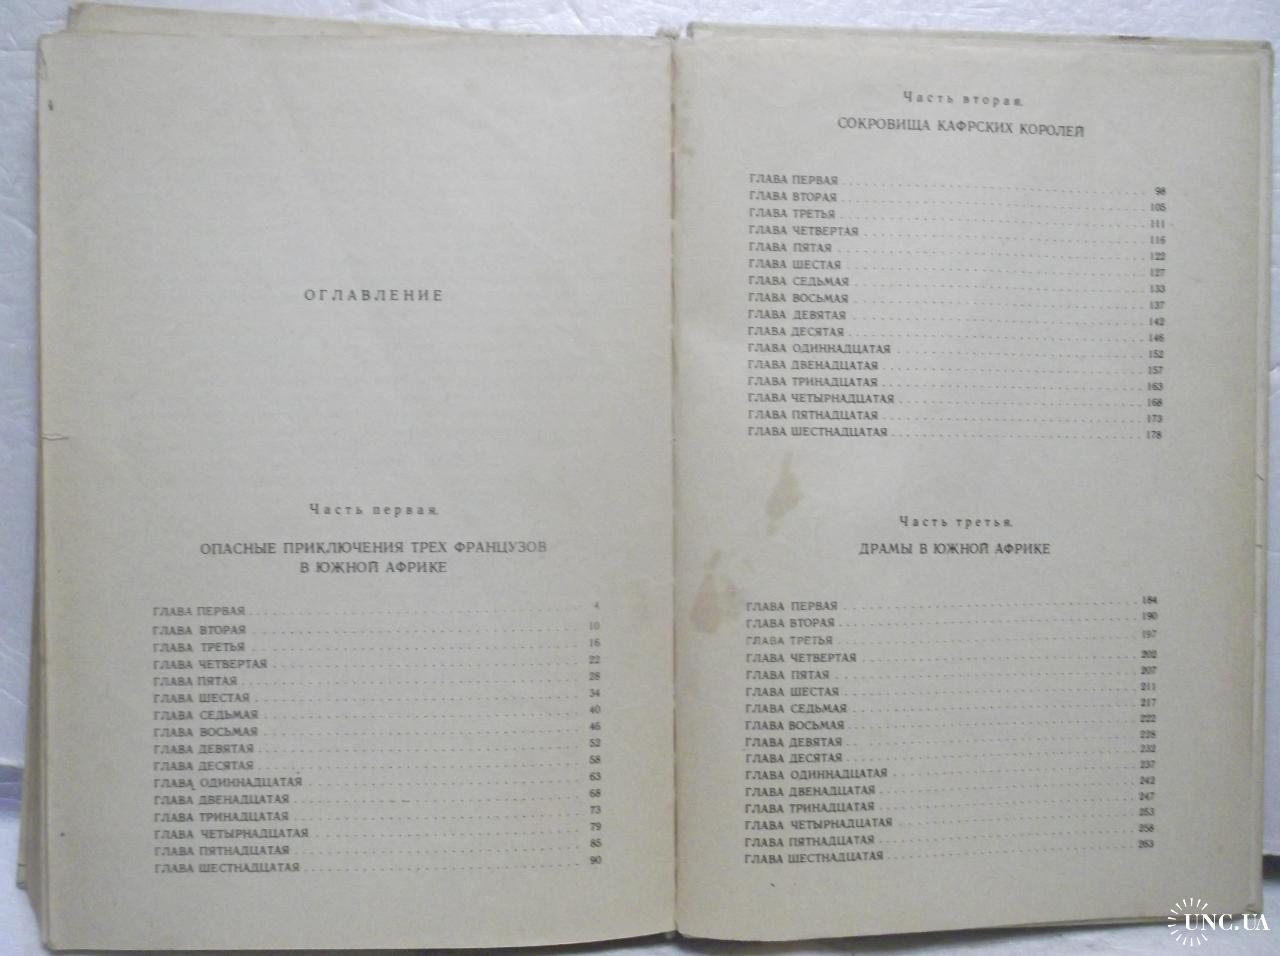 ОГЛАВЛЕНИЕ
Часть первая.
ОПАСНЫЕ ПРИКЛЮЧЕНИЯ ТРЕХ ФРАНЦУЗОВ
В ЮЖНОЙ АФРИКЕ
ГЛАВА ПЕРВАЯ 4
ГЛАВА ВТОРАЯ 10
ГЛАВА ТРЕТЬЯ 16
ГЛАВА ЧЕТВЕРТАЯ 22
ГЛАВА ПЯТАЯ 28
ГЛАВА ШЕСТАЯ 34
ГЛАВА СЕДЬМАЯ 40
ГЛАВА ВОСЬМАЯ 46
ГЛАВА ДЕВЯТАЯ 52
ГЛАВА ДЕСЯТАЯ 58
ГЛАВА ОДИННАДЦАТАЯ 63
ГЛАВА ДВЕНАДЦАТАЯ 68
ГЛАВА ТРИНАДЦАТАЯ 73
ГЛАВА ЧЕТЫРНАДЦАТАЯ 79
ГЛАВА ПЯТНАДЦАТАЯ 85
ГЛАВА ШЕСТНАДЦАТАЯ 90
Часть вторая.
СОКРОВИЩА КАФРСКИХ КОРОЛЕЙ
ГЛАВА ПЕРВАЯ 98
ГЛАВА ВТОРАЯ 105
ГЛАВА ТРЕТЬЯ 111
ГЛАВА ЧЕТВЕРТАЯ 116
ГЛАВА ПЯТАЯ 122
ГЛАВА ШЕСТАЯ 127
ГЛАВА СЕДЬМАЯ 133
ГЛАВА ВОСЬМАЯ 137
ГЛАВА ДЕВЯТАЯ 142
ГЛАВА ДЕСЯТАЯ 146
ГЛАВА ОДИННАДЦАТАЯ 152
ГЛАВА ДВЕНАДЦАТАЯ 157
ГЛАВА ТРИНАДЦАТАЯ 163
ГЛАВА ЧЕТЫРНАДЦАТАЯ 168
ГЛАВА ПЯТНАДЦАТАЯ 173
ГЛАВА ШЕСТНАДЦАТАЯ 178
Часть третья.
ДРАМЫ В ЮЖНОЙ АФРИКЕ
ГЛАВА ПЕРВАЯ 184
ГЛАВА ВТОРАЯ 190
ГЛАВА ТРЕТЬЯ 197
ГЛАВА ЧЕТВЕРТАЯ 202
ГЛАВА ПЯТАЯ 207
ГЛАВА ШЕСТАЯ 211
ГЛАВА СЕДЬМАЯ 217
ГЛАВА ВОСЬМАЯ 222
ГЛАВА ДЕВЯТАЯ 228
ГЛАВА ДЕСЯТАЯ 232
ГЛАВА ОДИННАДЦАТАЯ 237
ГЛАВА ДВЕНАДЦАТАЯ 242
ГЛАВА ТРИНАДЦАТАЯ 247
ГЛАВА ЧЕТЫРНАДЦАТАЯ 253
ГЛАВА ПЯТНАДЦАТАЯ 258
ГЛАВА ШЕСТНАДЦАТАЯ 263
UNC.UA